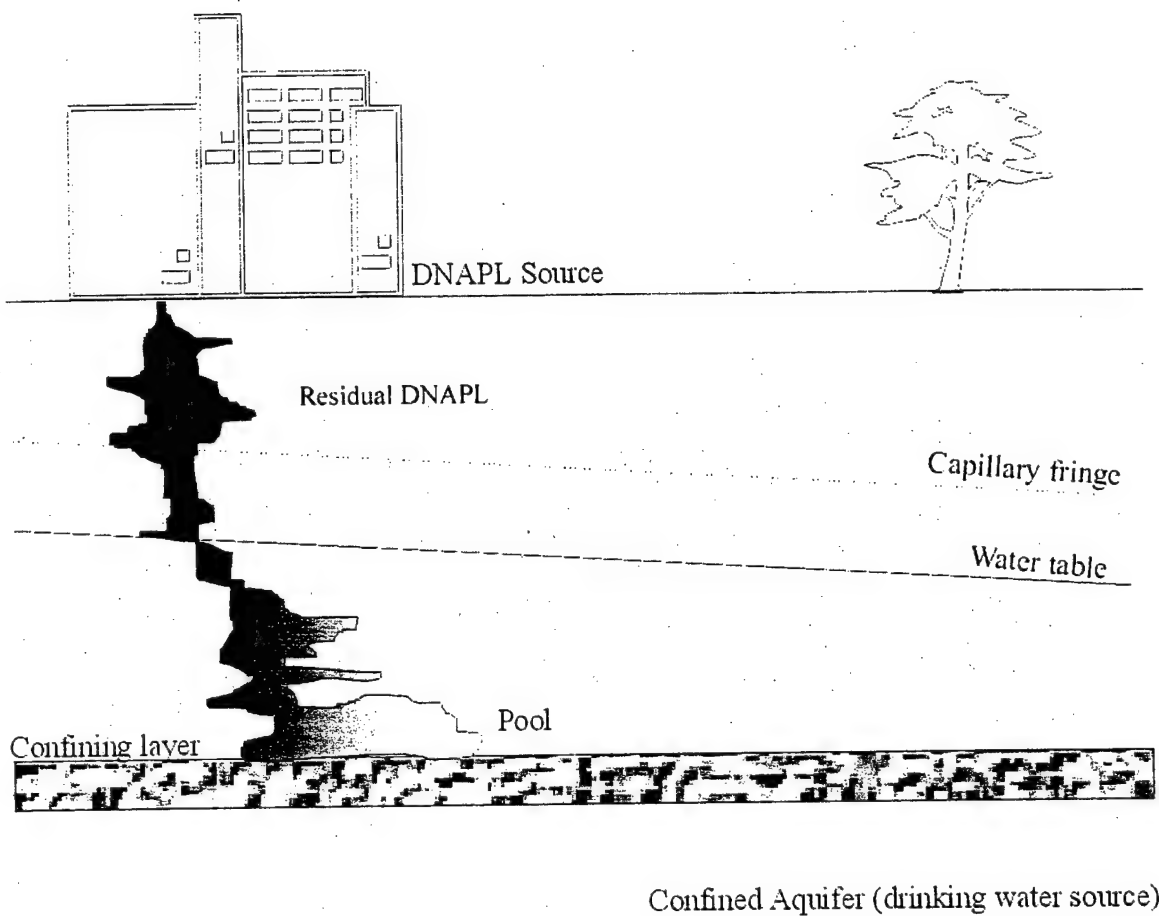 DNAPL Source
Residual DNAPL
Capillary fringe
Water table
Pool
Confining layer
Confined Aquifer (drinking water source)